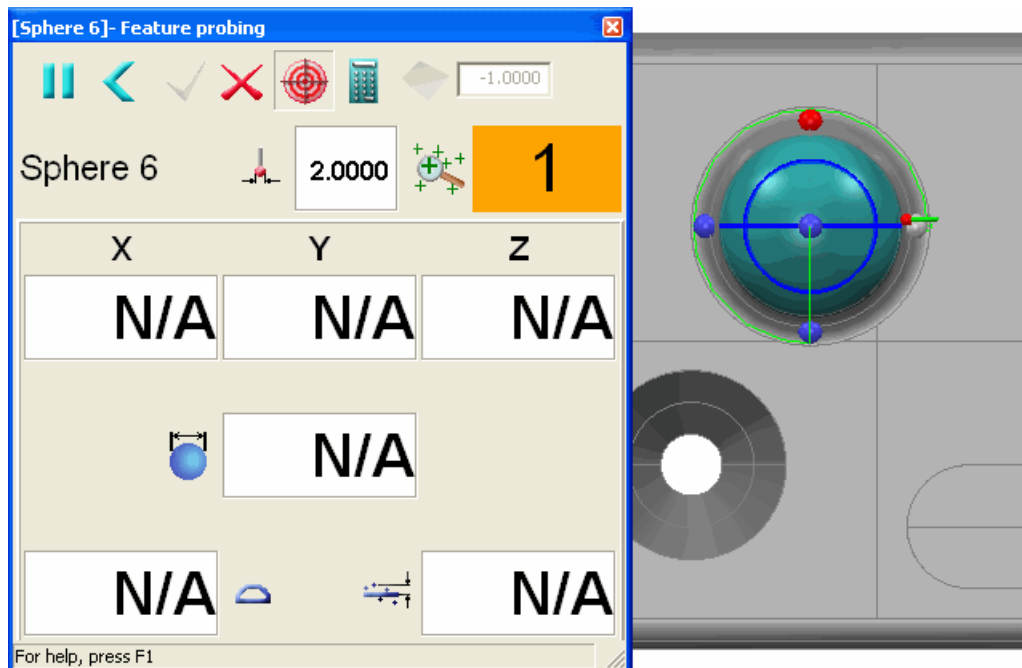 [Sphere 6]- Feature probing
-1.0000
Sphere 6 2.0000 1
X Y Z
N/A N/A N/A
N/A
N/A N/A
For help, press F1